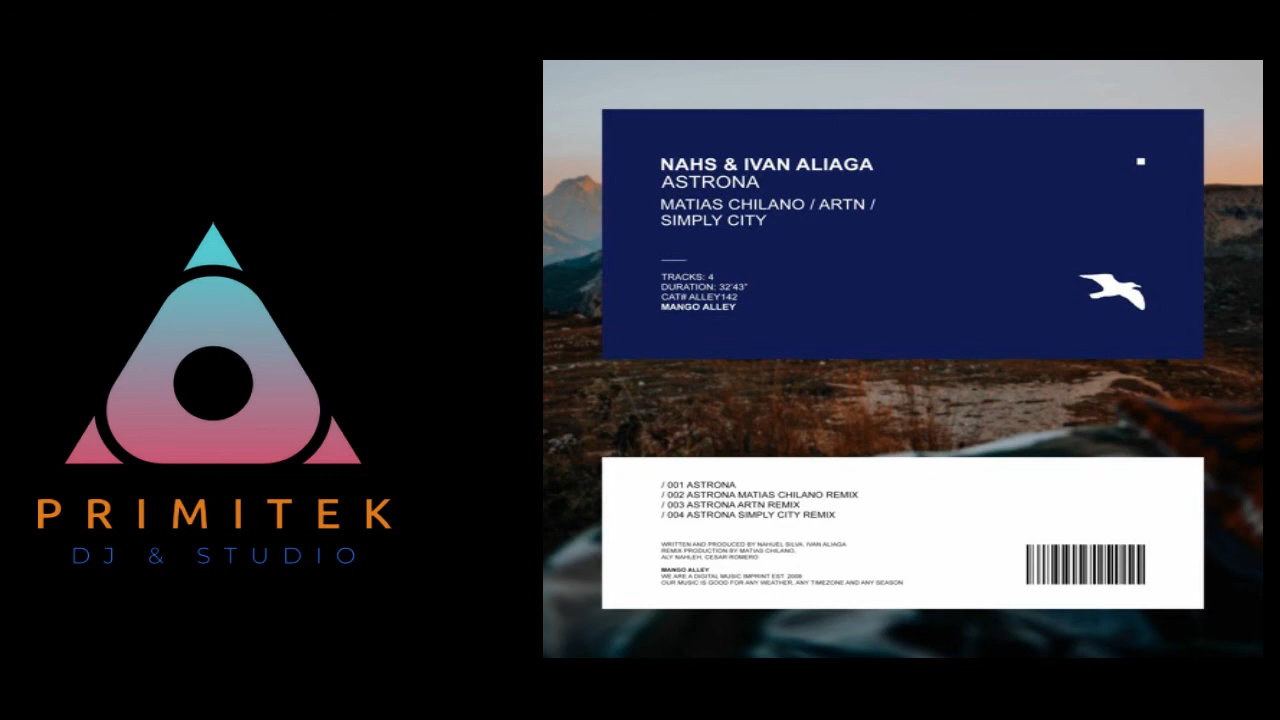 PRIMITEK
DJ & STUDIO
NAHS & IVAN ALIAGA
ASTRONA
MATIAS CHILANO / ARTN /
SIMPLY CITY
TRACKS: 4
DURATION: 32'43"
CAT# ALLEY142
MANGO ALLEY
/ 001 ASTRONA
/ 002 ASTRONA MATIAS CHILANO REMIX
/ 003 ASTRONA ARTN REMIX
/ 004 ASTRONA SIMPLY CITY REMIX
WRITTEN AND PRODUCED BY NAHUEL SILVA, IVAN ALIAGA
REMIX PRODUCTION BY MATIAS CHILANO,
ALY NAHLEH, CESAR ROMERO
MANGO ALLEY
WE ARE A DIGITAL MUSIC IMPRINT EST. 2008
OUR MUSIC IS GOOD FOR ANY WEATHER, ANY TIMEZONE AND ANY SEASON